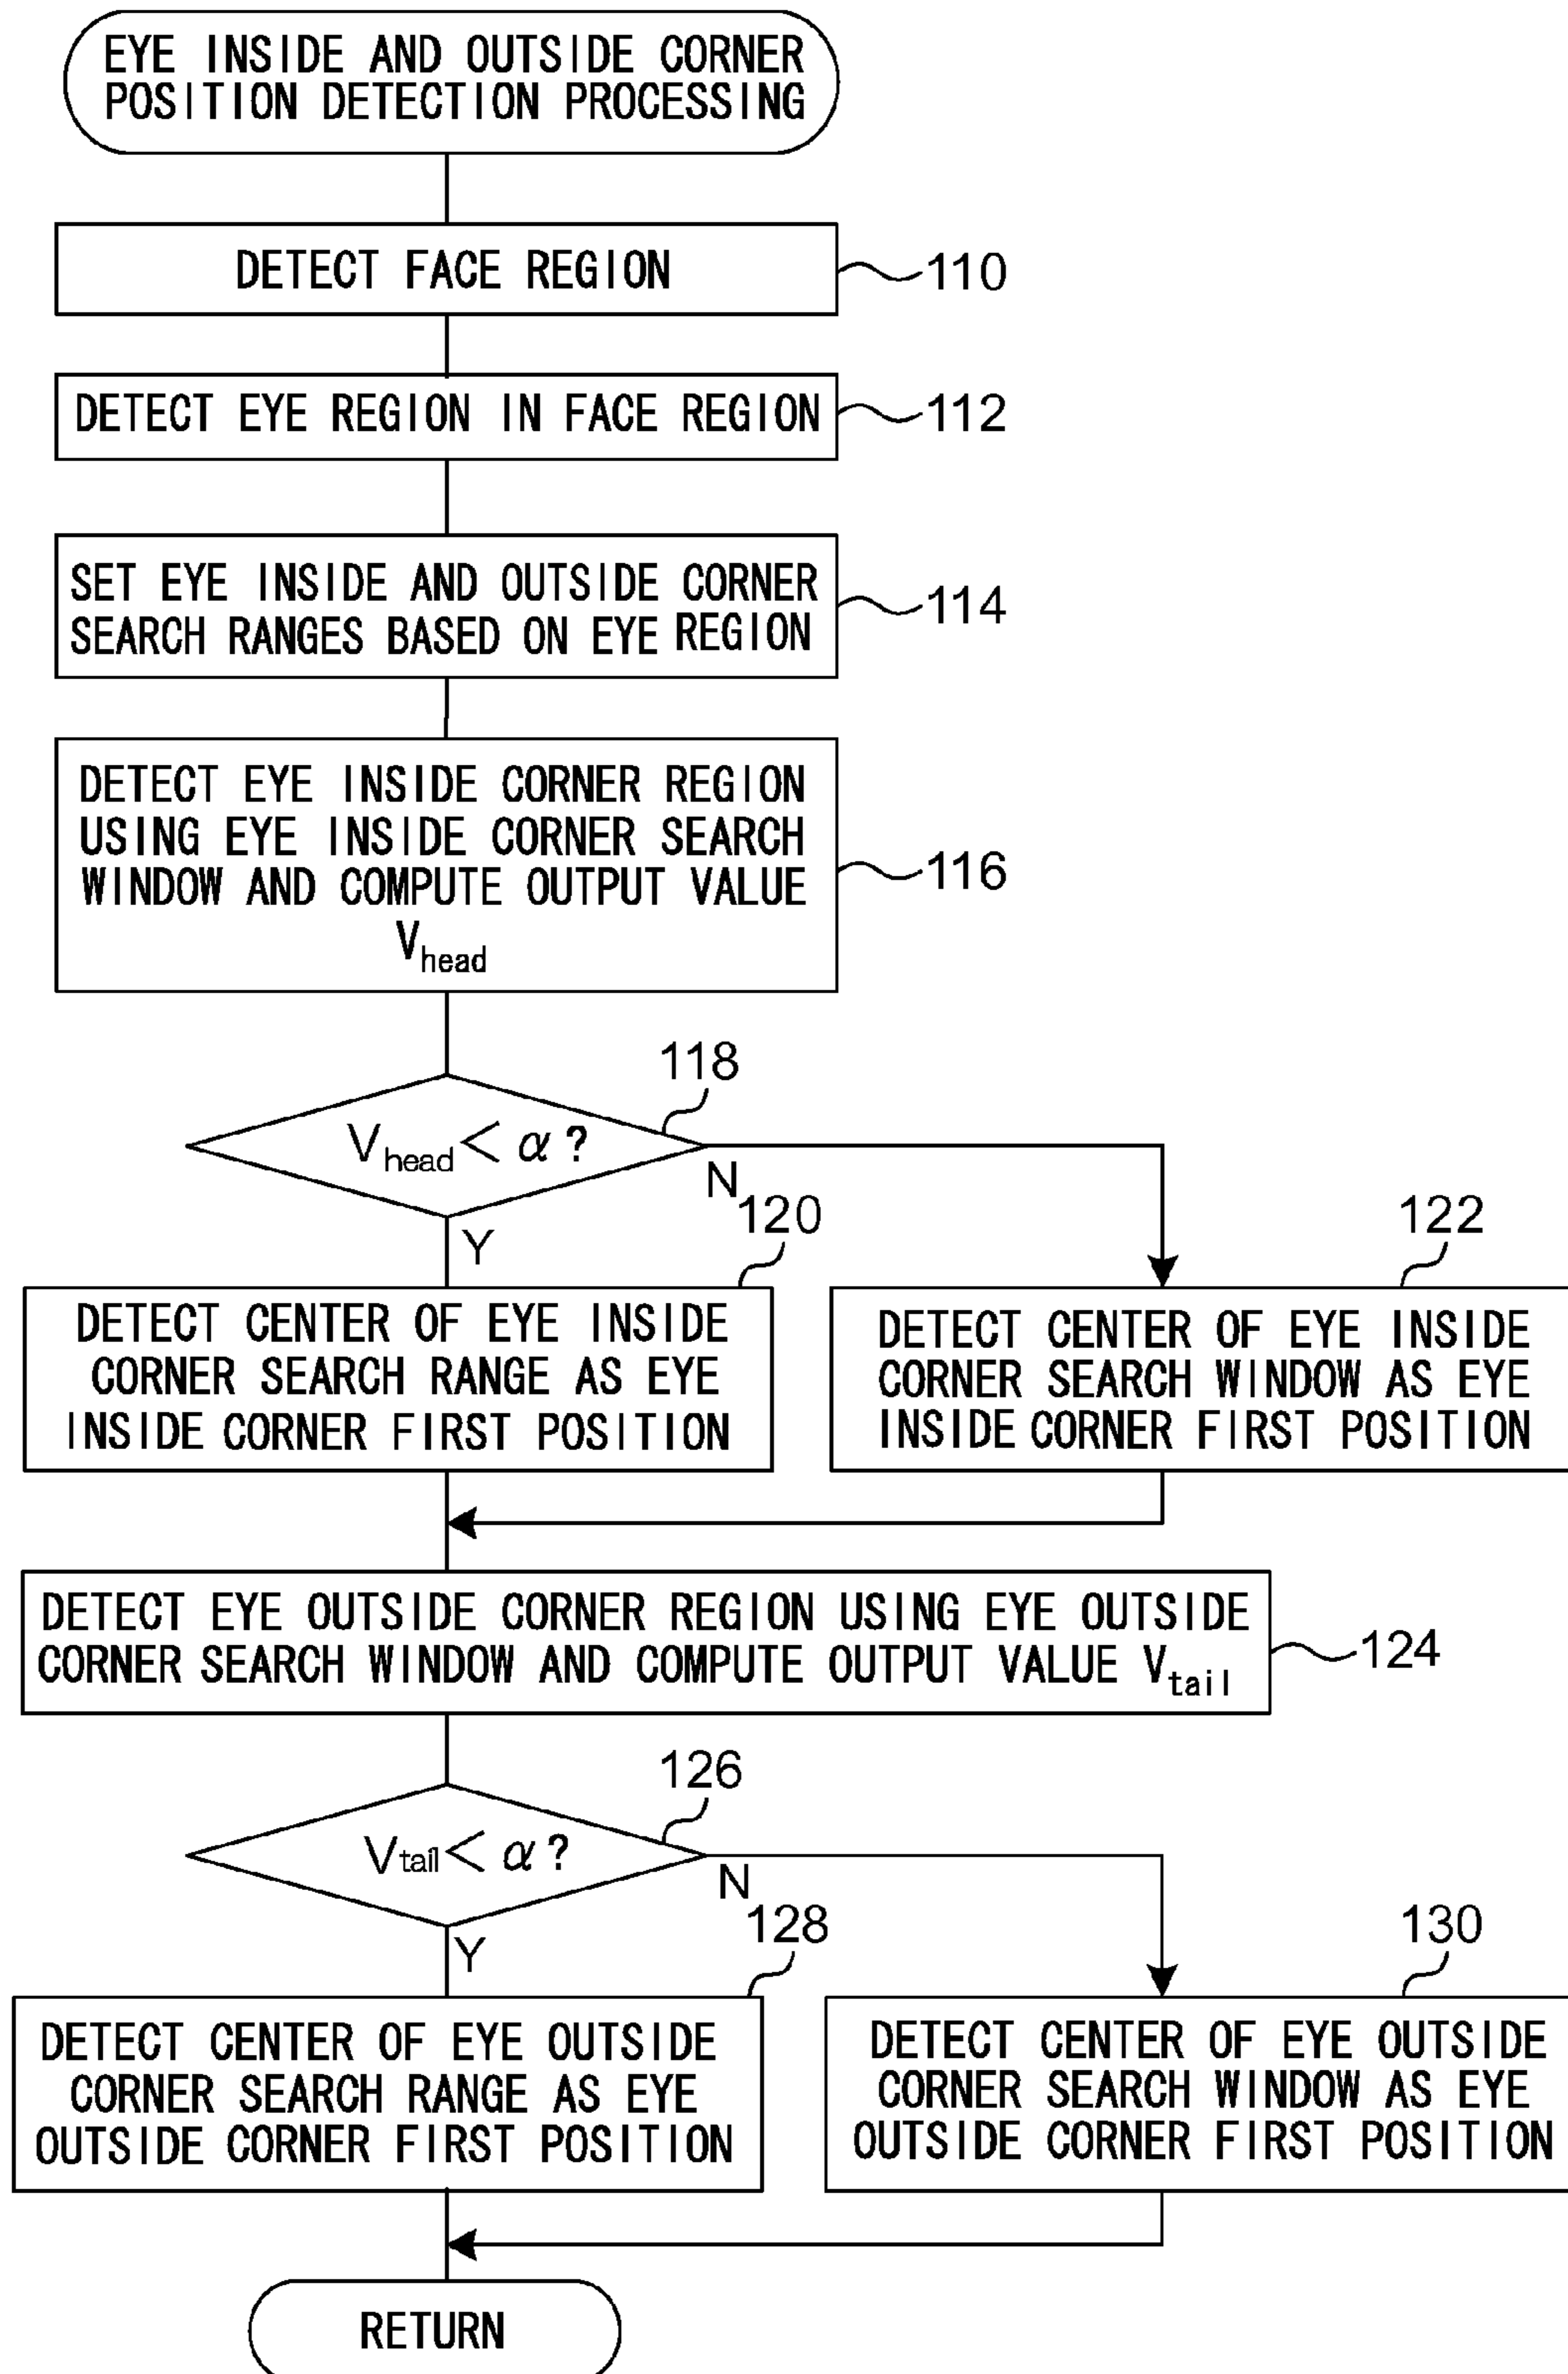 EYE INSIDE AND OUTSIDE CORNER
POSITION DETECTION PROCESSING
DETECT FACE REGION
110
DETECT EYE REGION IN FACE REGION
112
SET EYE INSIDE AND OUTSIDE CORNER
SEARCH RANGES BASED ON EYE REGION
114
DETECT EYE INSIDE CORNER REGION
USING EYE INSIDE CORNER SEARCH
WINDOW AND COMPUTE OUTPUT VALUE
Vhead
116
118
Vhead < α ?
N
Y
120
DETECT CENTER OF EYE INSIDE
CORNER SEARCH RANGE AS EYE
INSIDE CORNER FIRST POSITION
122
DETECT CENTER OF EYE INSIDE
CORNER SEARCH WINDOW AS EYE
INSIDE CORNER FIRST POSITION
DETECT EYE OUTSIDE CORNER REGION USING EYE OUTSIDE
CORNER SEARCH WINDOW AND COMPUTE OUTPUT VALUE Vtail
124
126
Vtail < α ?
N
Y
128
DETECT CENTER OF EYE OUTSIDE
CORNER SEARCH RANGE AS EYE
OUTSIDE CORNER FIRST POSITION
130
DETECT CENTER OF EYE OUTSIDE
CORNER SEARCH WINDOW AS EYE
OUTSIDE CORNER FIRST POSITION
RETURN